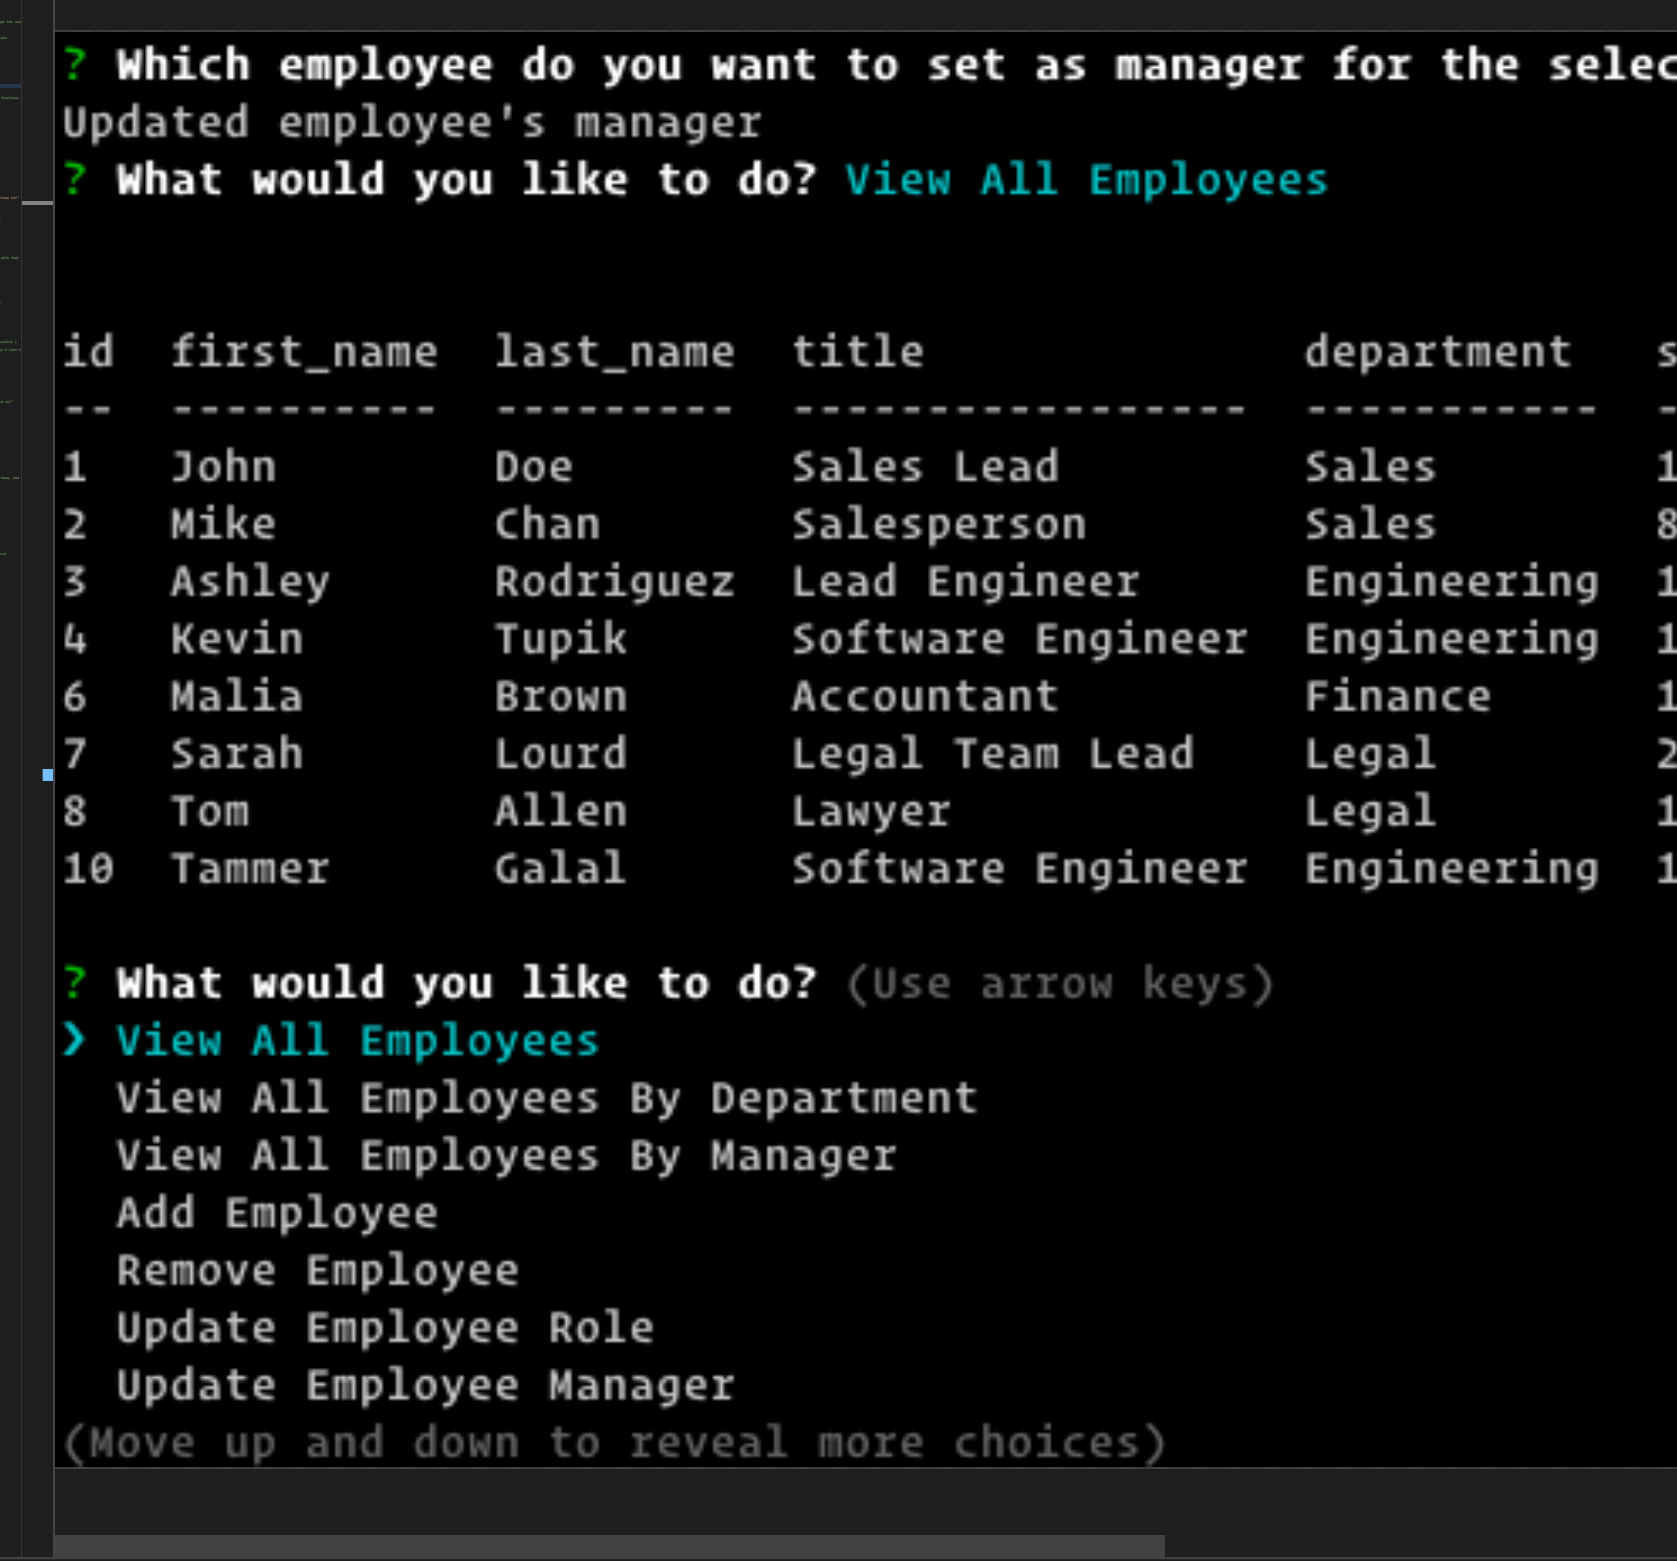 ? Which employee do you want to set as manager for the selec
Updated employee's manager
? What would you like to do? View All Employees
id first_name last_name title department s
-- ---------- --------- ----------------- ----------- -
1 John Doe Sales Lead Sales 1
2 Mike Chan Salesperson Sales 8
3 Ashley Rodriguez Lead Engineer Engineering 1
4 Kevin Tupik Software Engineer Engineering 1
6 Malia Brown Accountant Finance 1
7 Sarah Lourd Legal Team Lead Legal 2
8 Tom Allen Lawyer Legal 1
10 Tammer Galal Software Engineer Engineering 1
? What would you like to do? (Use arrow keys)
❯ View All Employees
View All Employees By Department
View All Employees By Manager
Add Employee
Remove Employee
Update Employee Role
Update Employee Manager
(Move up and down to reveal more choices)